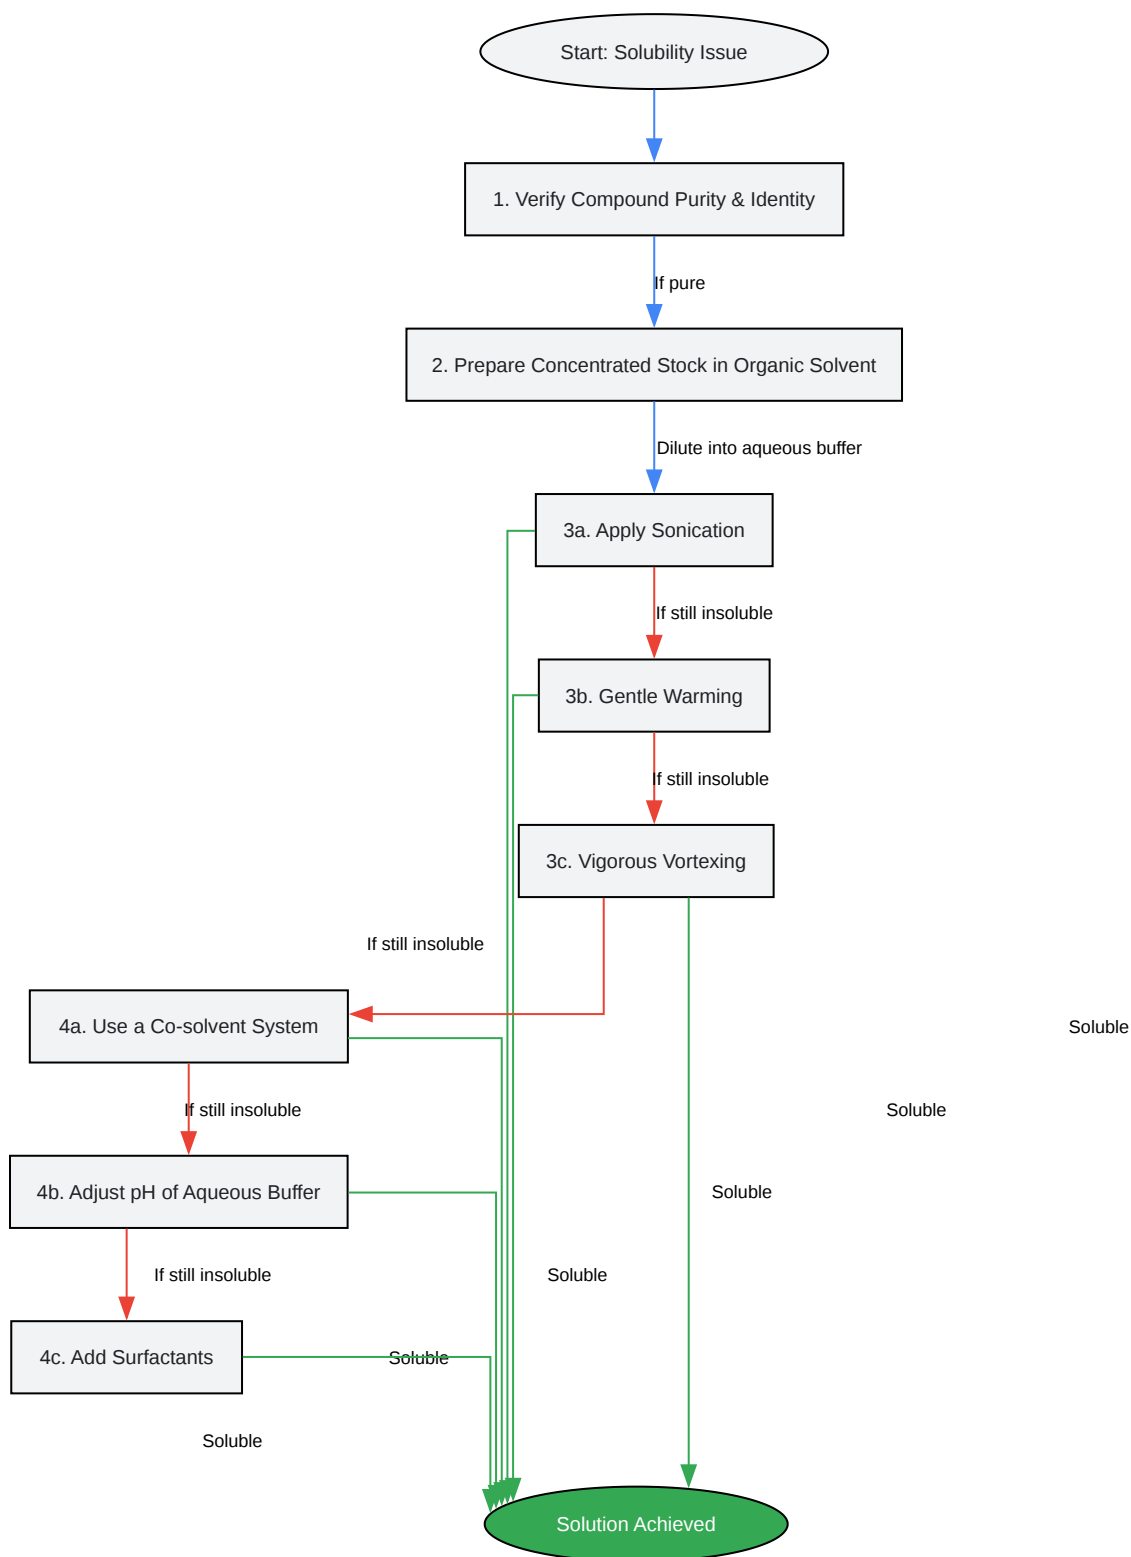 Start: Solubility Issue
1. Verify Compound Purity & Identity
If pure
2. Prepare Concentrated Stock in Organic Solvent
Dilute into aqueous buffer
3a. Apply Sonication
If still insoluble
3b. Gentle Warming
If still insoluble
3c. Vigorous Vortexing
If still insoluble
4a. Use a Co-solvent System
Soluble
If still insoluble
Soluble
4b. Adjust pH of Aqueous Buffer
Soluble
If still insoluble
Soluble
4c. Add Surfactants
Soluble
Soluble
Solution Achieved